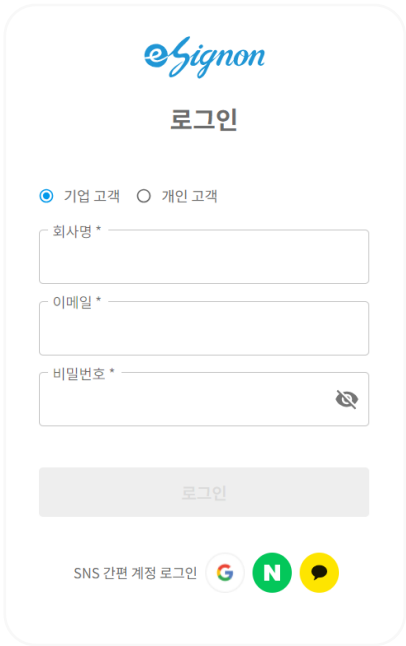 eSignon
로그인
기업 고객 개인 고객
회사명 *
이메일 *
비밀번호 *
로그인
SNS 간편 계정 로그인 G N